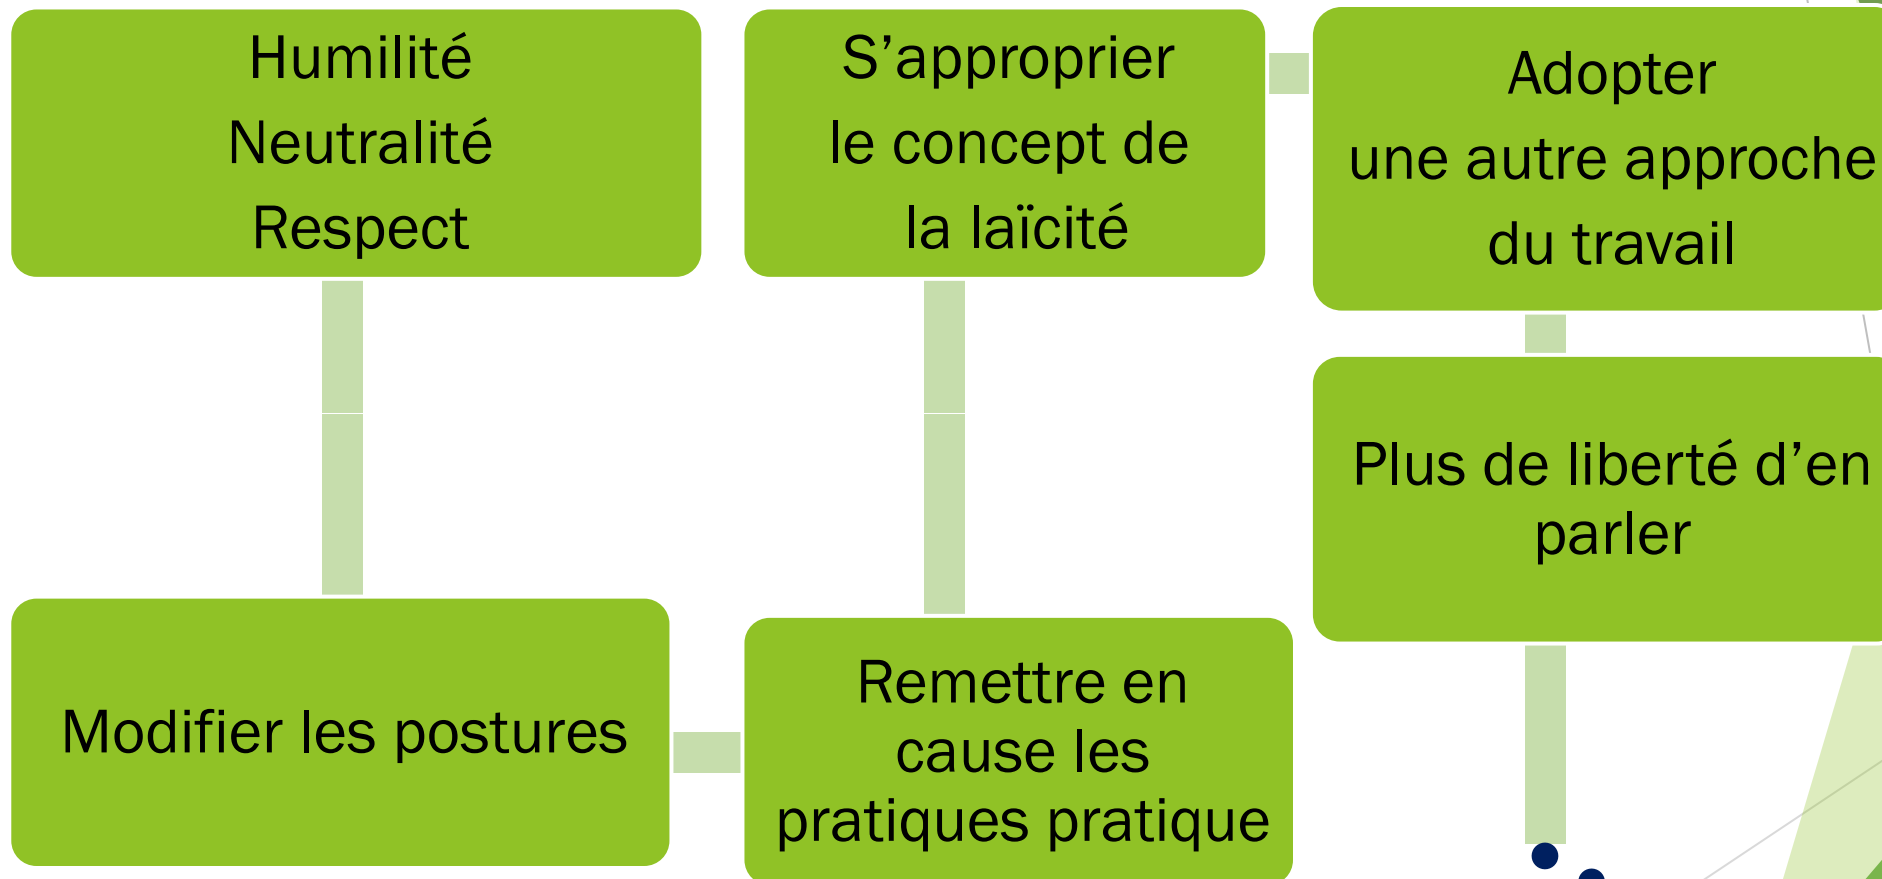 Humilité
Neutralité
Respect
Modifier les postures
Remettre en
cause les
pratiques pratique
S’approprier
le concept de
la laïcité
Adopter
une autre approche
du travail
Plus de liberté d’en
parler